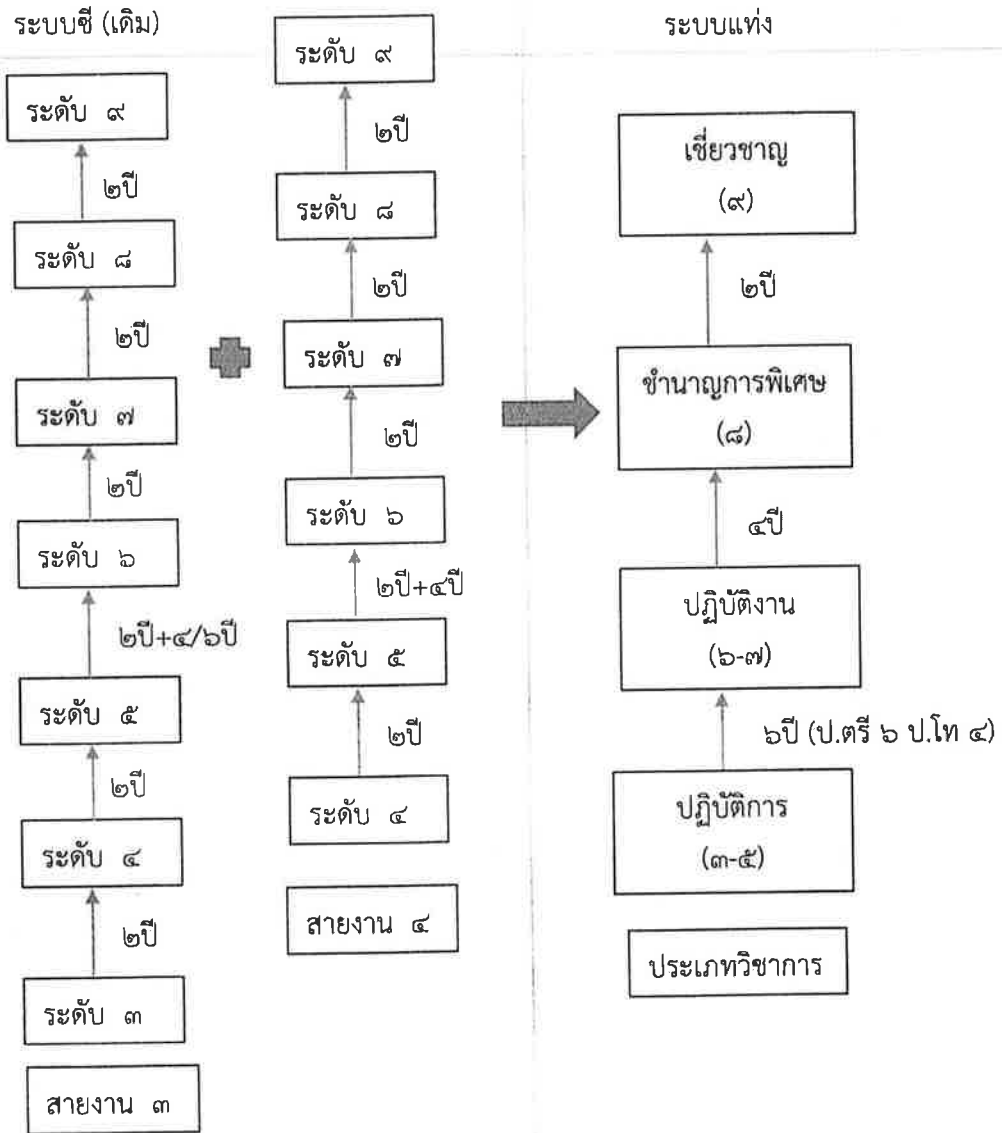 ระบบซี (เดิม)
ระบบแท่ง
ระดับ ๙
๒ปี
ระดับ ๘
๒ปี
ระดับ ๗
๒ปี
ระดับ ๖
๒ปี+๔/๖ปี
ระดับ ๕
๒ปี
ระดับ ๔
๒ปี
ระดับ ๓
สายงาน ๓
ระดับ ๙
๒ปี
ระดับ ๘
๒ปี
ระดับ ๗
๒ปี
ระดับ ๖
๒ปี+๔ปี
ระดับ ๕
๒ปี
ระดับ ๔
สายงาน ๔
เชี่ยวชาญ
(๙)
๒ปี
ชำนาญการพิเศษ
(๘)
๔ปี
ปฏิบัติงาน
(๖-๗)
๖ปี (ป.ตรี ๖ ป.โท ๔)
ปฏิบัติการ
(๓-๕)
ประเภทวิชาการ